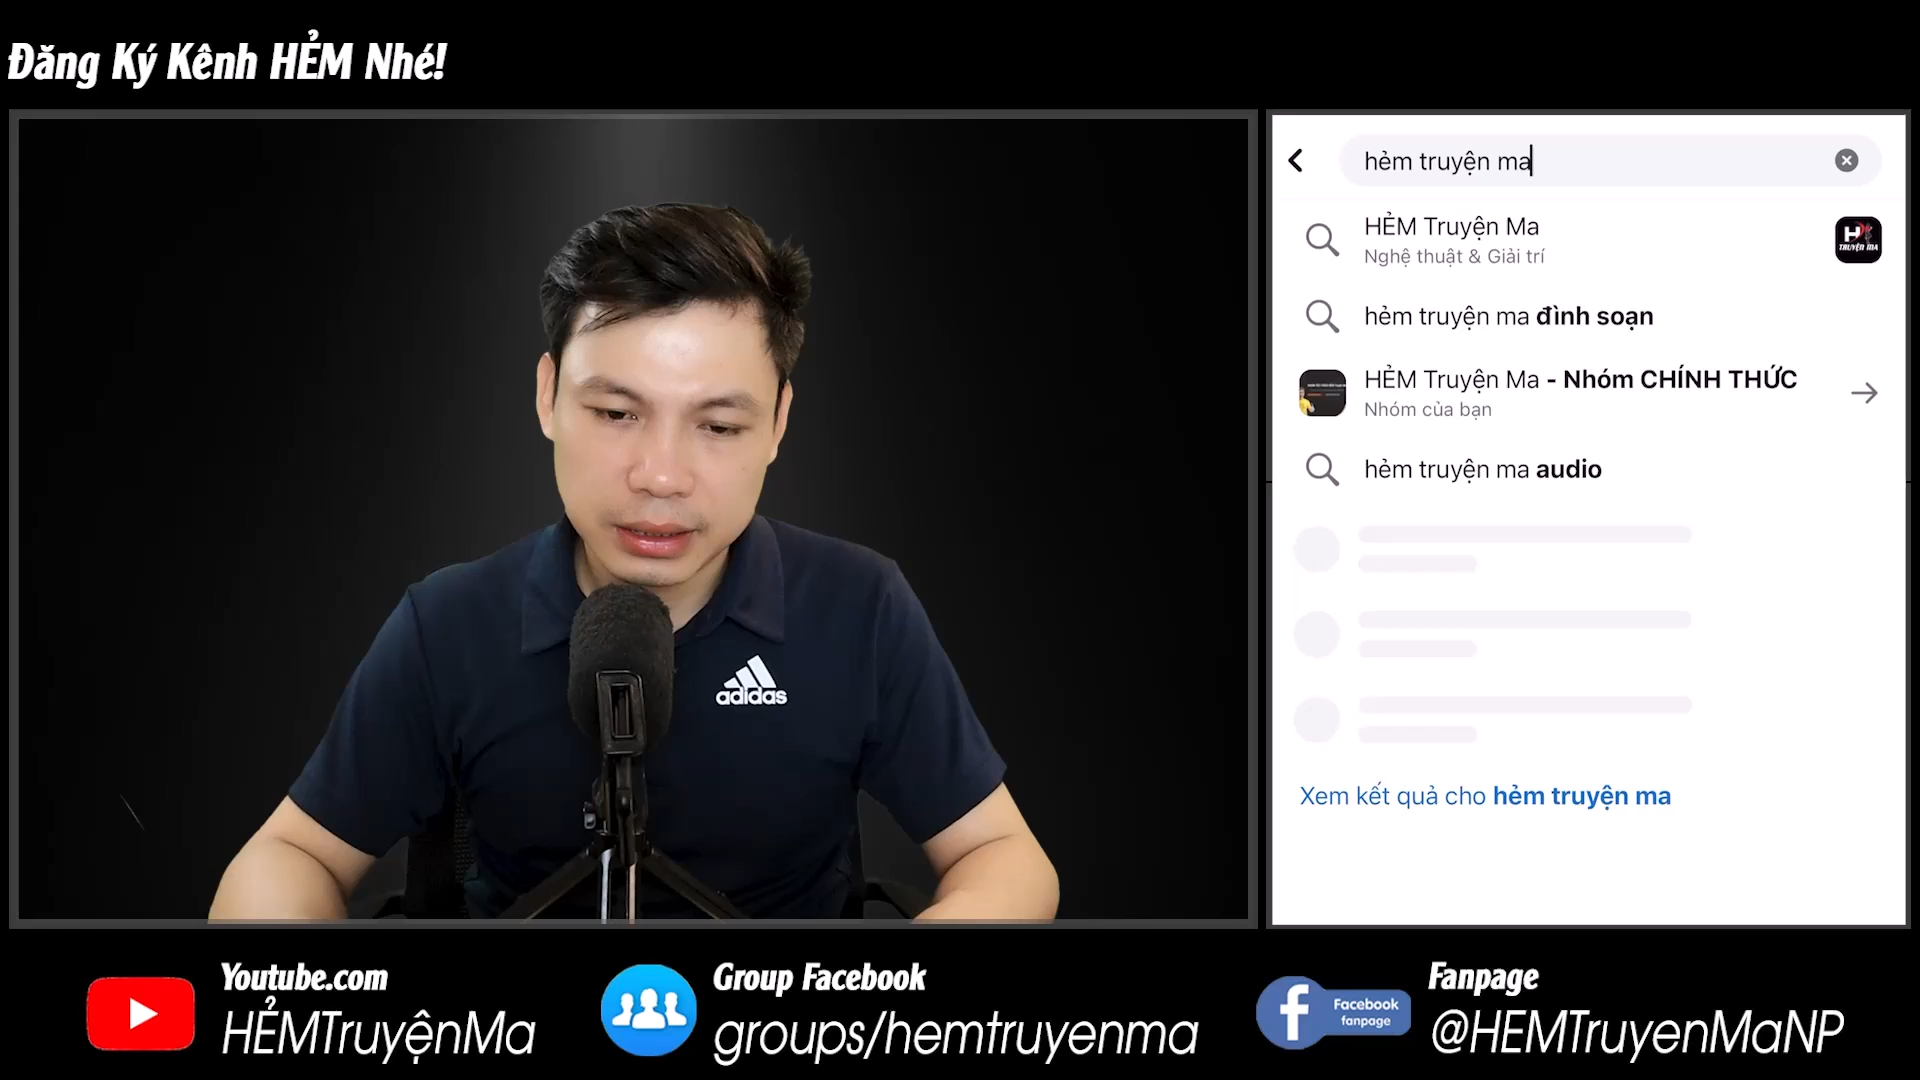 Đăng Ký Kênh HẺM Nhé!
hẻm truyện ma
HẺM Truyện Ma
Nghệ thuật & Giải trí
H
TRUYỆN MA
hẻm truyện ma đình soạn
HẺM Truyện Ma - Nhóm CHÍNH THỨC
Nhóm của bạn
hẻm truyện ma audio
Xem kết quả cho hẻm truyện ma
adidas
Youtube.com
HẺMTruyệnMa
Group Facebook
groups/hemtruyenma
f Facebook
fanpage
Fanpage
@HEMTruyenMaNP